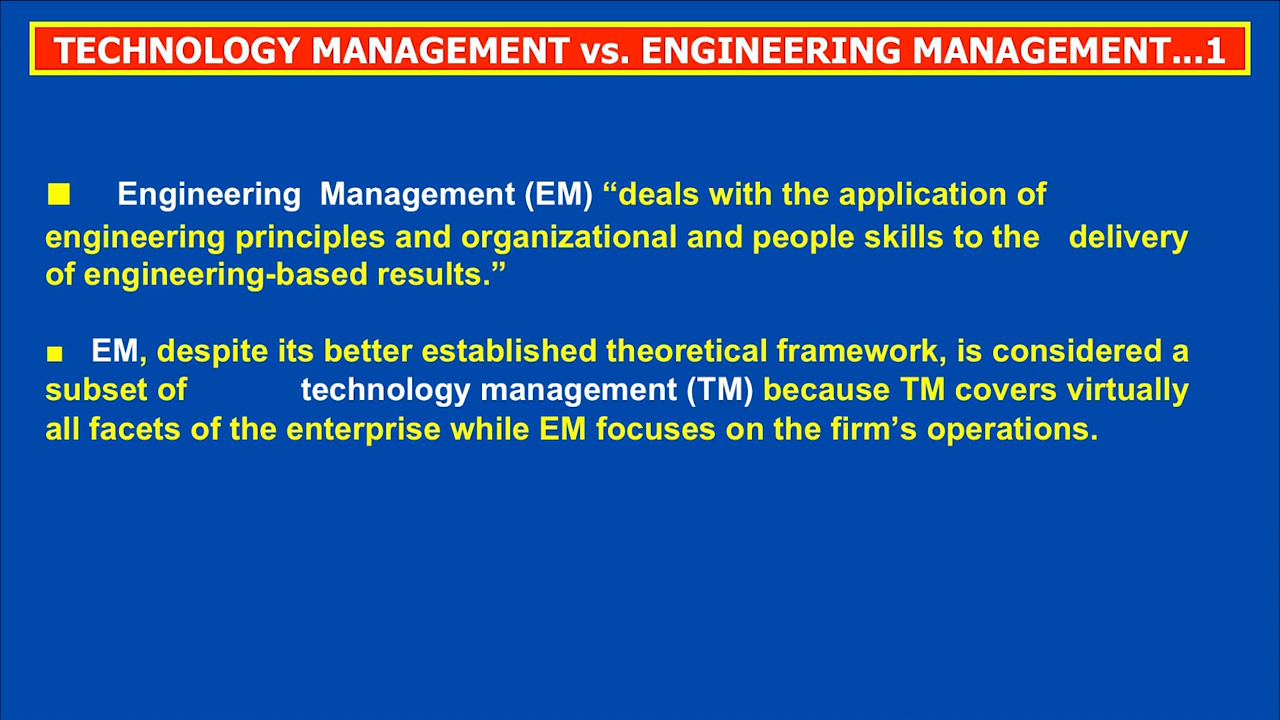 TECHNOLOGY MANAGEMENT vs. ENGINEERING MANAGEMENT...1
■ Engineering Management (EM) “deals with the application of
engineering principles and organizational and people skills to the delivery
of engineering-based results.”
■ EM, despite its better established theoretical framework, is considered a
subset of technology management (TM) because TM covers virtually
all facets of the enterprise while EM focuses on the firm’s operations.